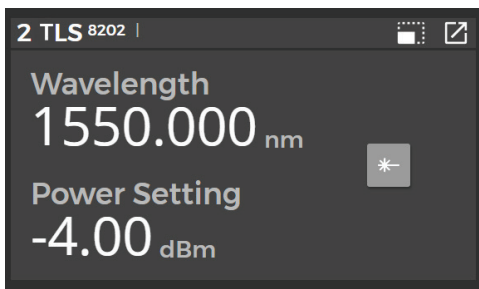 2 TLS 8202
Wavelength
1550.000 nm
Power Setting
-4.00 dBm